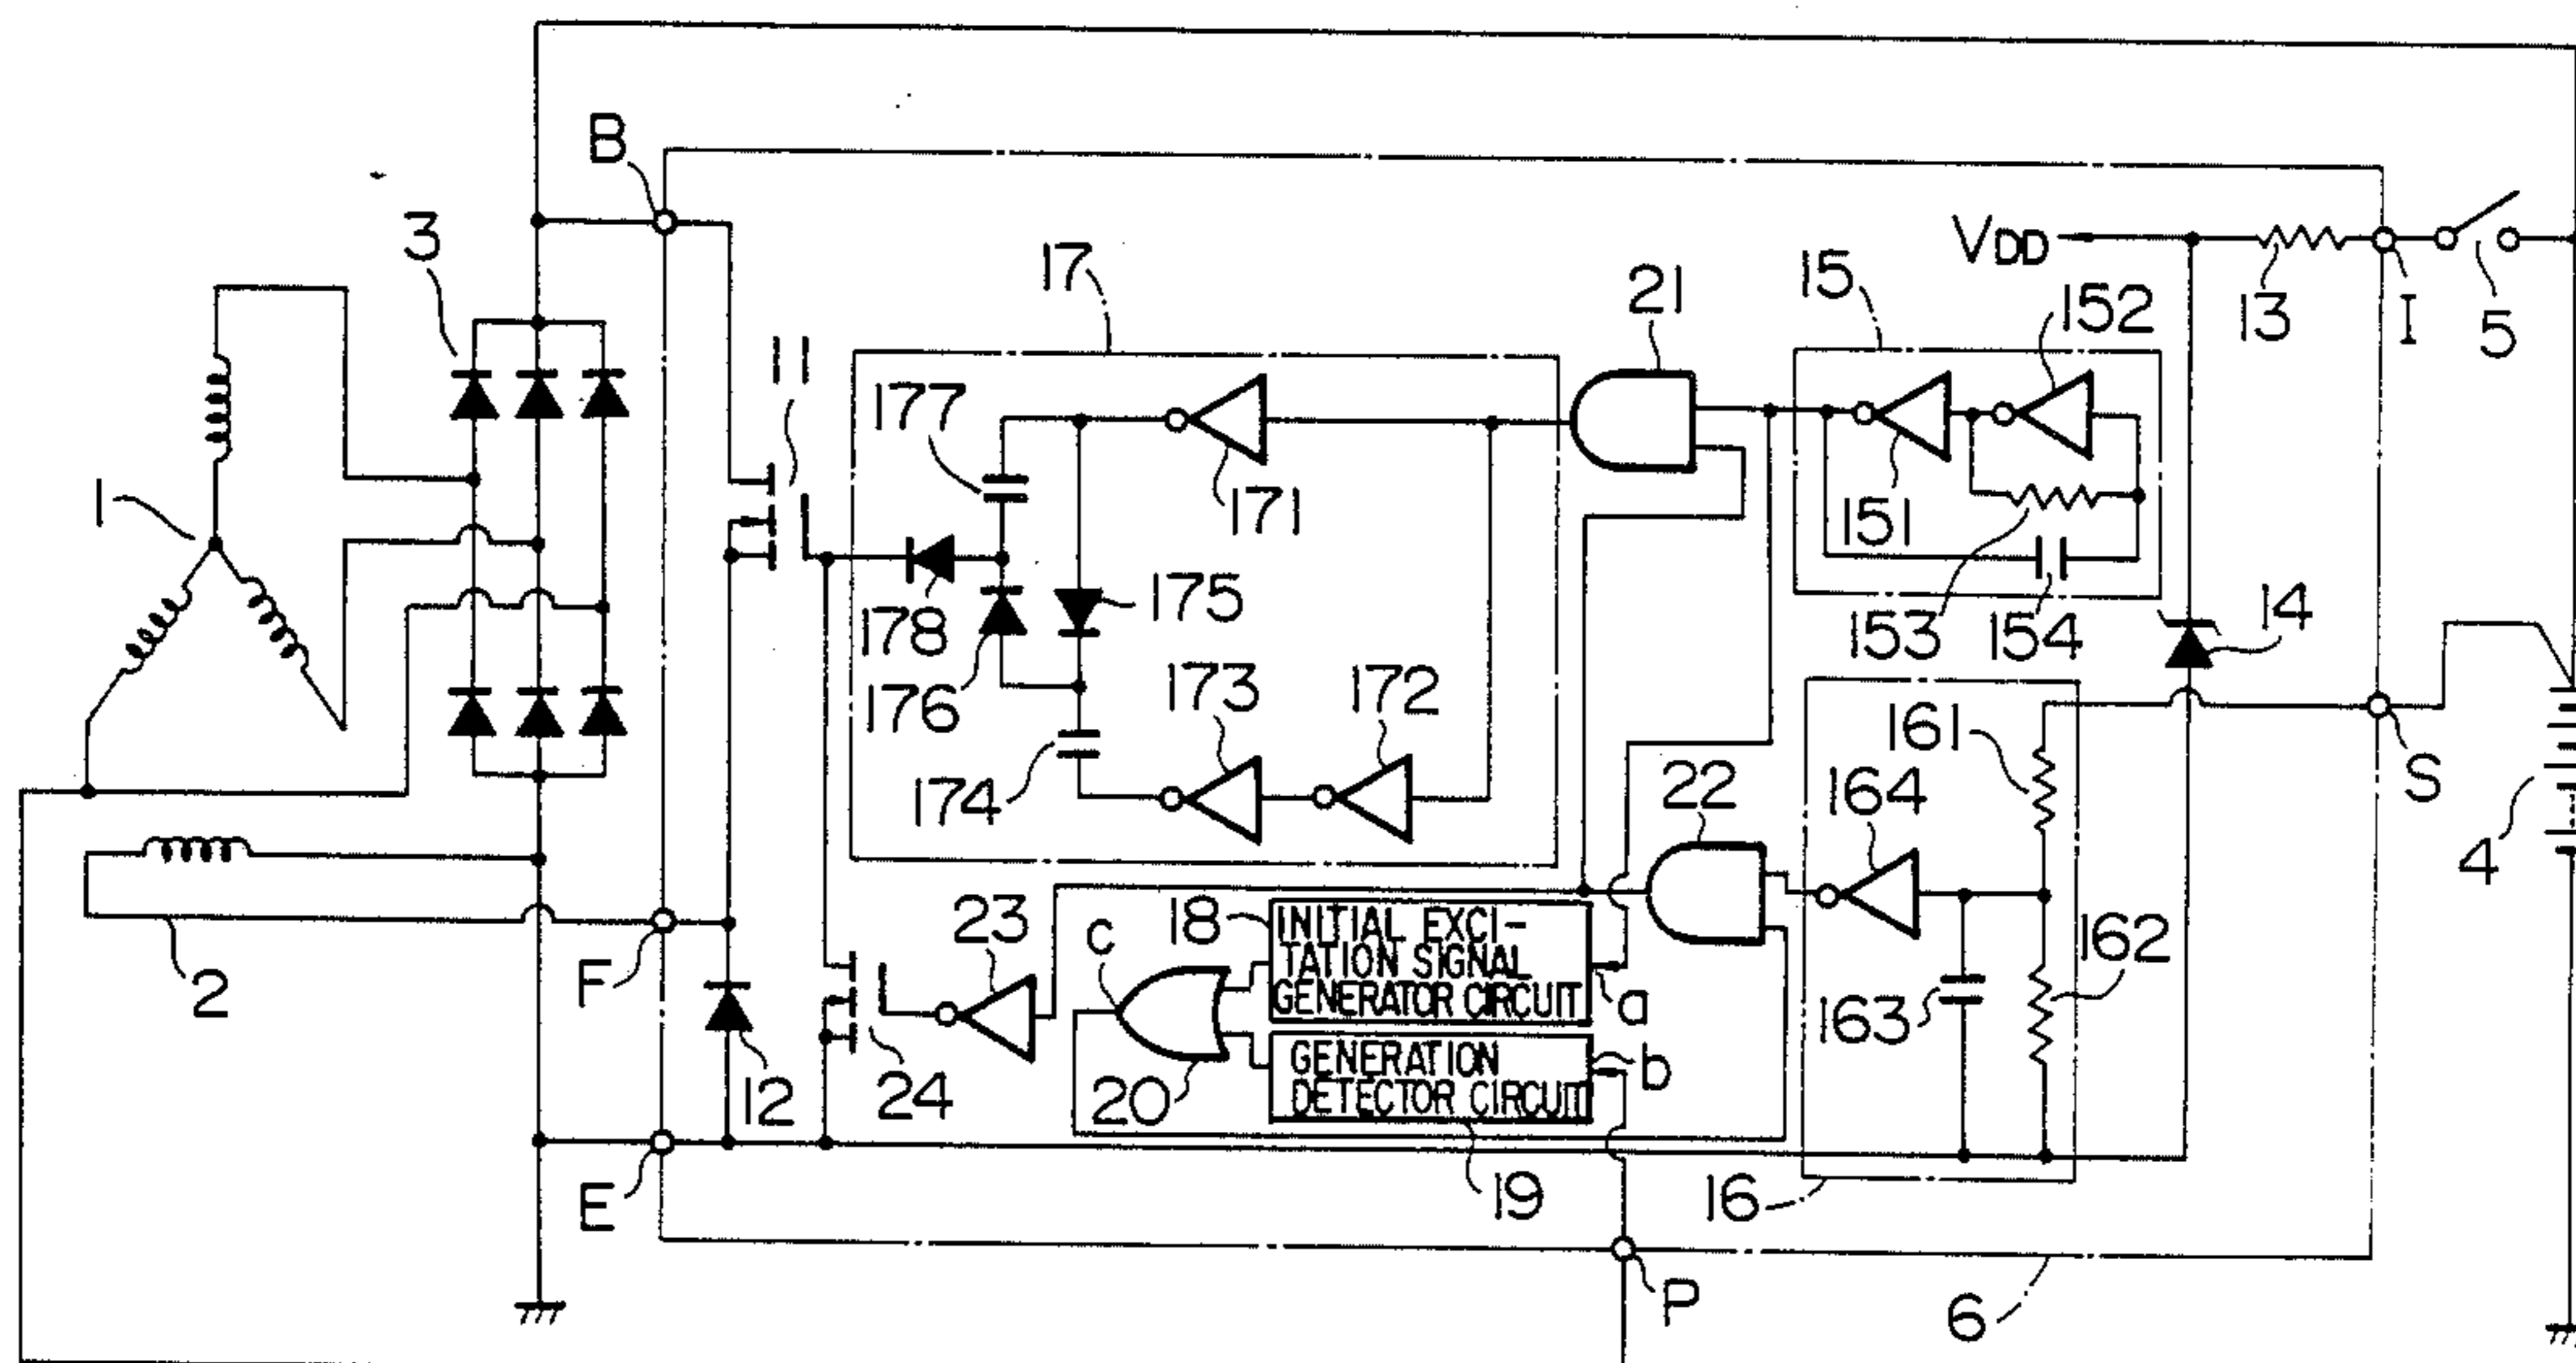 B
3
17
21
15
VDD
152
13
I
5
11
177
171
151
1
178
175
153
154
14
176
173
172
161
S
174
22
164
4
18
INITIAL EXCI-
TATION SIGNAL
GENERATOR CIRCUIT
23
c
a
162
163
F
2
GENERATION
DETECTOR CIRCUIT
b
12
24
20
E
19
16
P
6